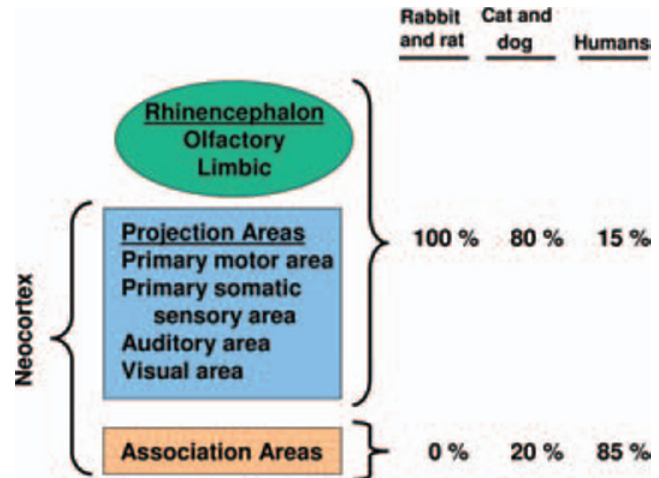 Rabbit and rat
Cat and dog
Humans
Rhinencephalon
Olfactory
Limbic
Neocortex
Projection Areas
Primary motor area
Primary somatic
sensory area
Auditory area
Visual area
100 % 80 % 15 %
Association Areas
0 % 20 % 85 %